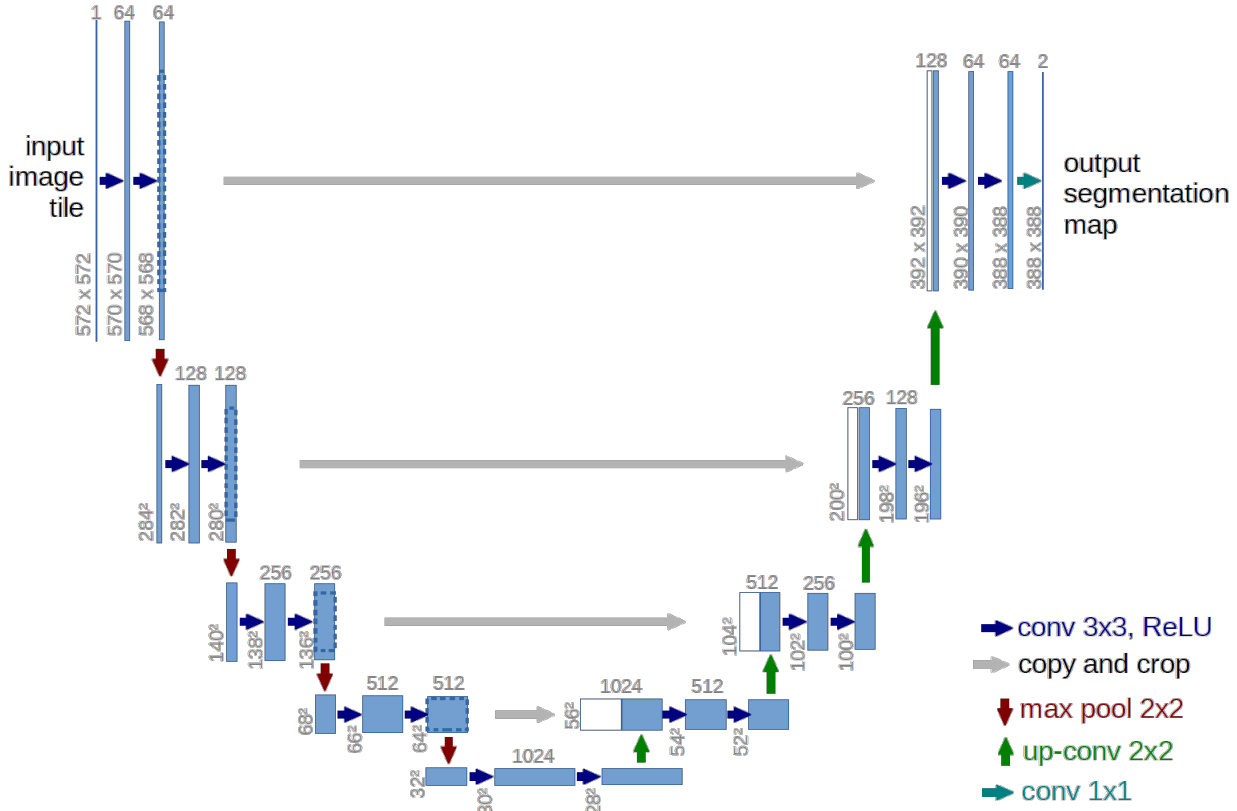 1 64 64
128
64
64
2
input
image
tile
output
segmentation
map
572 x 572
570 x 570
568 x 568
392 x 392
390 x 390
388 x 388
388 x 388
128
128
256
128
284²
282²
280²
200²
198²
196²
256
256
512
256
140²
138²
136²
104²
102²
100²
conv 3x3, ReLU
copy and crop
max pool 2x2
up-conv 2x2
conv 1x1
512
512
1024
512
68²
66²
64²
56²
54²
52²
1024
32²
30²
28²